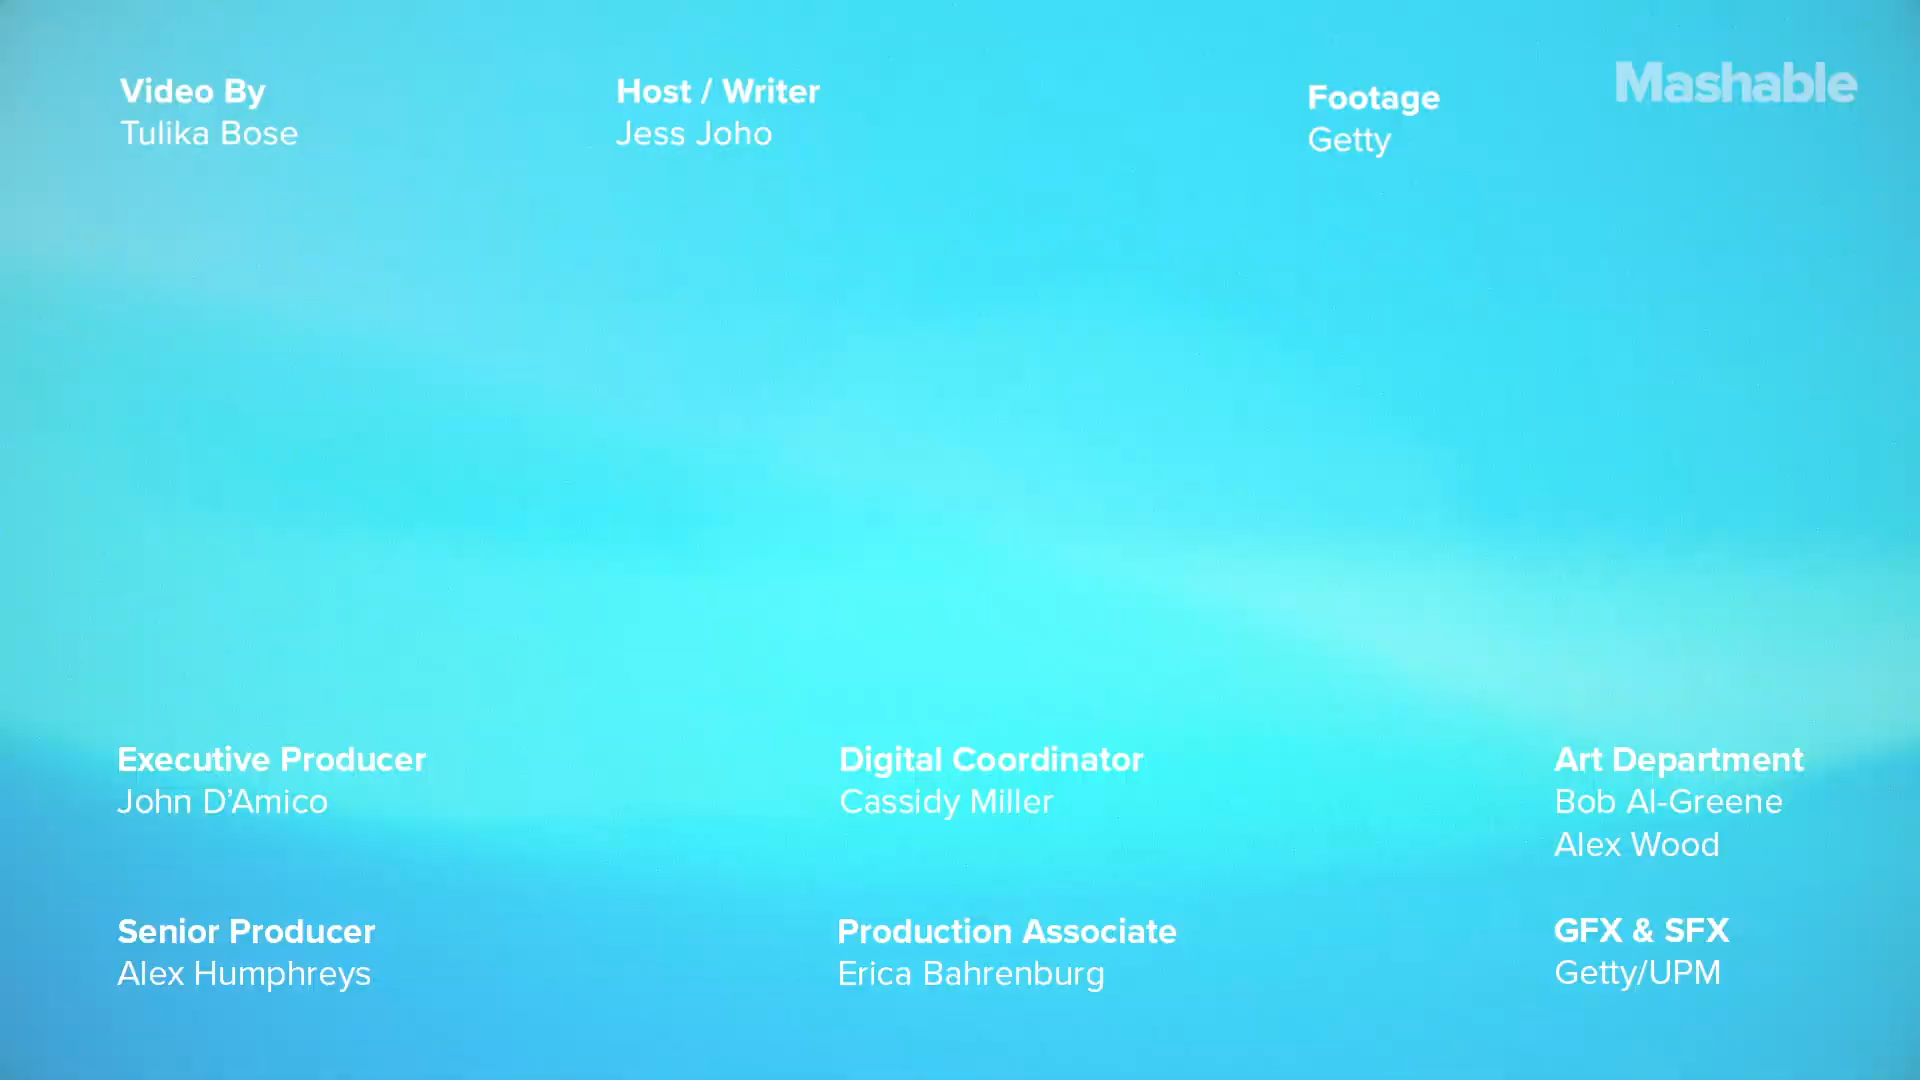 Video By
Tulika Bose
Host / Writer
Jess Joho
Footage
Getty
Mashable
Executive Producer
John D’Amico
Digital Coordinator
Cassidy Miller
Art Department
Bob Al-Greene
Alex Wood
Senior Producer
Alex Humphreys
Production Associate
Erica Bahrenburg
GFX & SFX
Getty/UPM